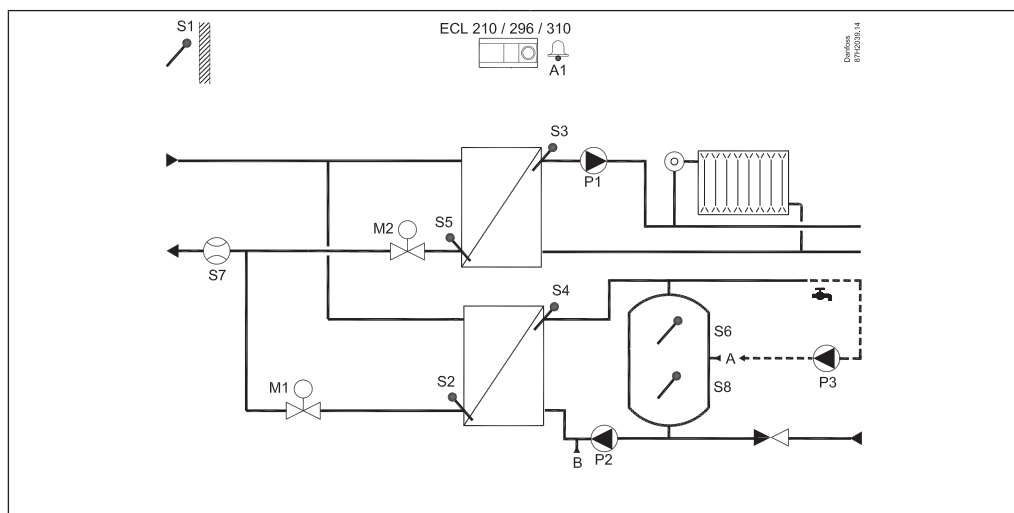 S1
ECL 210 / 296 / 310
A1
Danfoss
87H2039.14
S3
P1
M2
S5
S7
S4
S6
A
P3
S8
M1
S2
B
P2